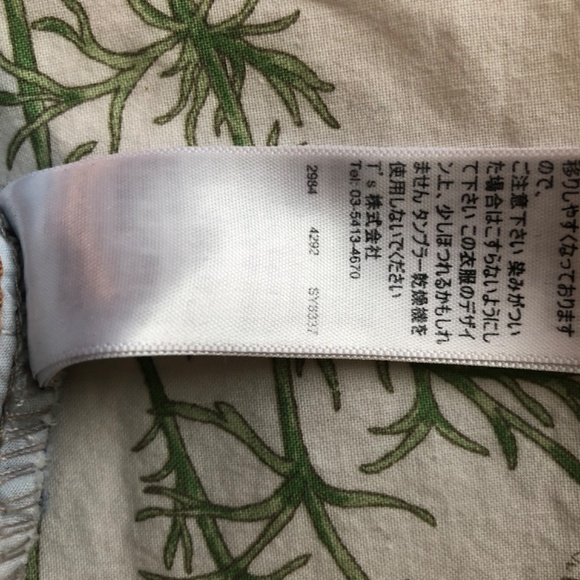 移りしやすくなっております
ので、
ご注意下さい 染みがつい
た場合はこすらないようにし
て下さい この衣服のデザイ
ン上、少しほつれるかもしれ
ません タンブラー乾燥機を
使用しないでください
T's 株式会社
Tel: 03-5413-4670
2984 4292 SY8337